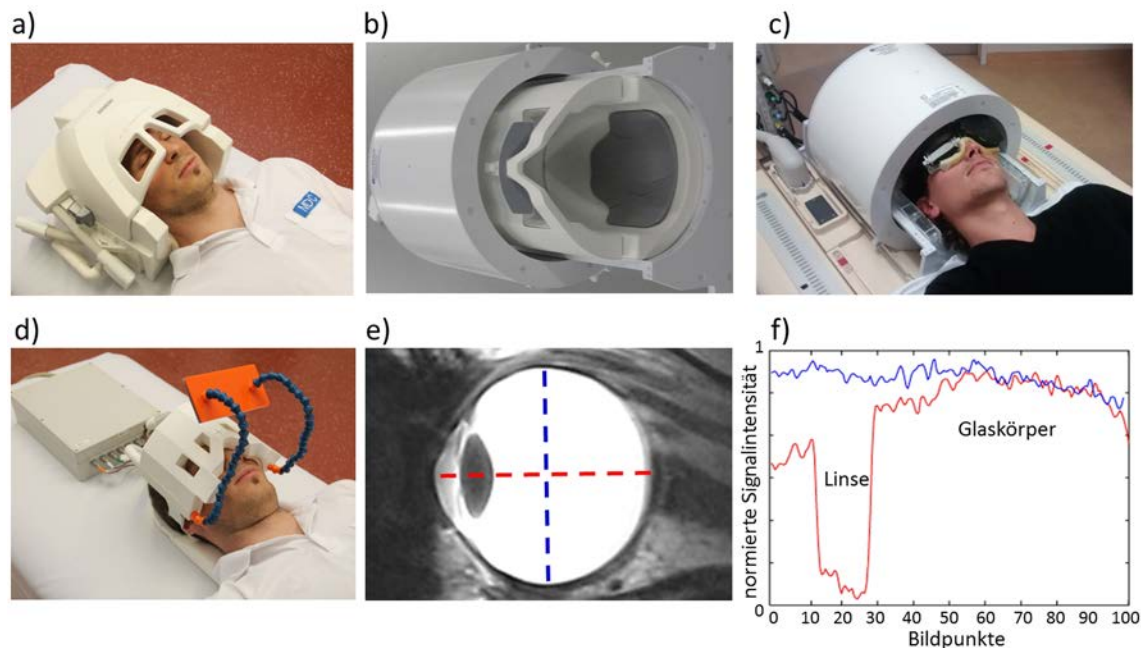 a)
b)
c)
MDC
d)
e)
f)
normierte Signalintensität
1
0
Linse
Glaskörper
0 10 20 30 40 50 60 70 80 90 100
Bildpunkte